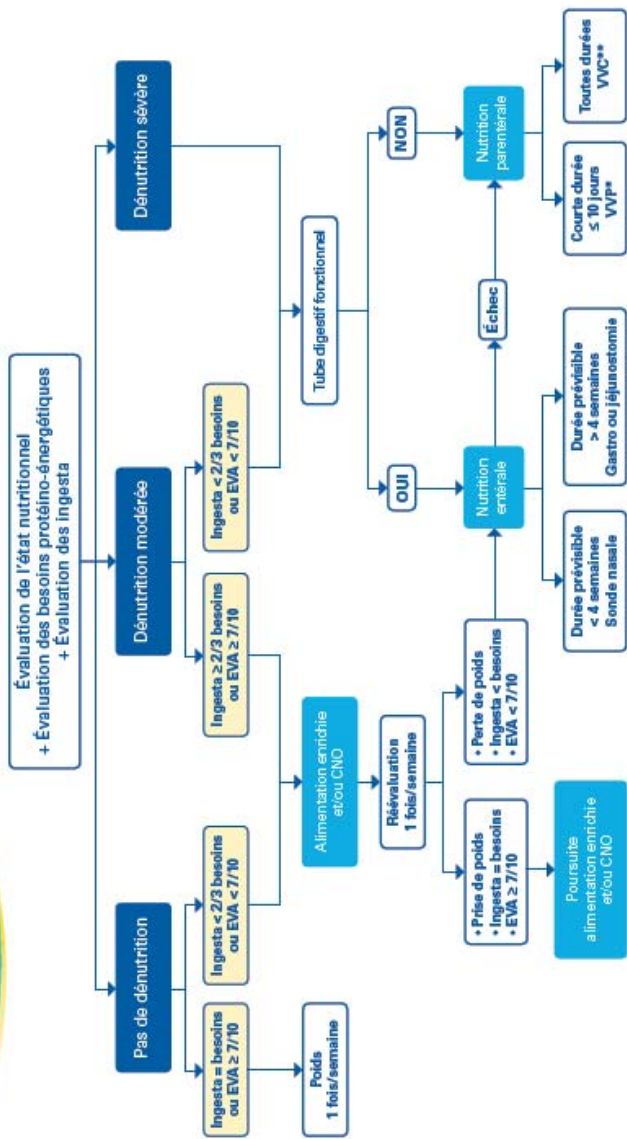 Évaluation de l'état nutritionnel
+ Évaluation des besoins protéino-énergétiques
+ Évaluation des ingesta
Pas de dénutrition
Dénutrition modérée
Dénutrition sévère
Ingesta = besoins
ou EVA ≥ 7/10
Ingesta < 2/3 besoins
ou EVA < 7/10
Ingesta ≥ 2/3 besoins
ou EVA ≥ 7/10
Ingesta < 2/3 besoins
ou EVA < 7/10
Poids
1 fois/semaine
Alimentation enrichie
et/ou CNO
Tube digestif fonctionnel
Réévaluation
1 fois/semaine
OUI
NON
• Prise de poids
• Ingesta = besoins
• EVA ≥ 7/10
• Perte de poids
• Ingesta < besoins
• EVA < 7/10
Nutrition
entérale
Échec
Nutrition
parentérale
Poursuite
alimentation enrichie
et/ou CNO
Durée prévisible
< 4 semaines
Sonde nasale
Durée prévisible
> 4 semaines
Gastro ou jéjunostomie
Courte durée
≤ 10 jours
VVP*
Toutes durées
VVC**